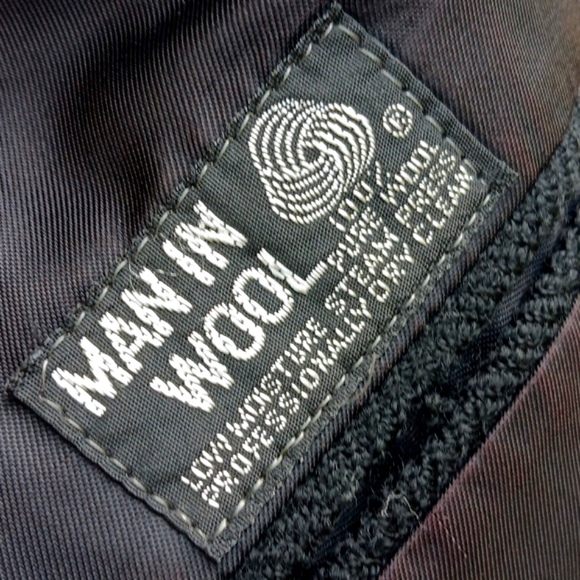 MAN IN
WOOL
®
100%
PURE WOOL
LOW MOISTURE STEAM PRESS
PROFESSIONALLY DRY CLEAN